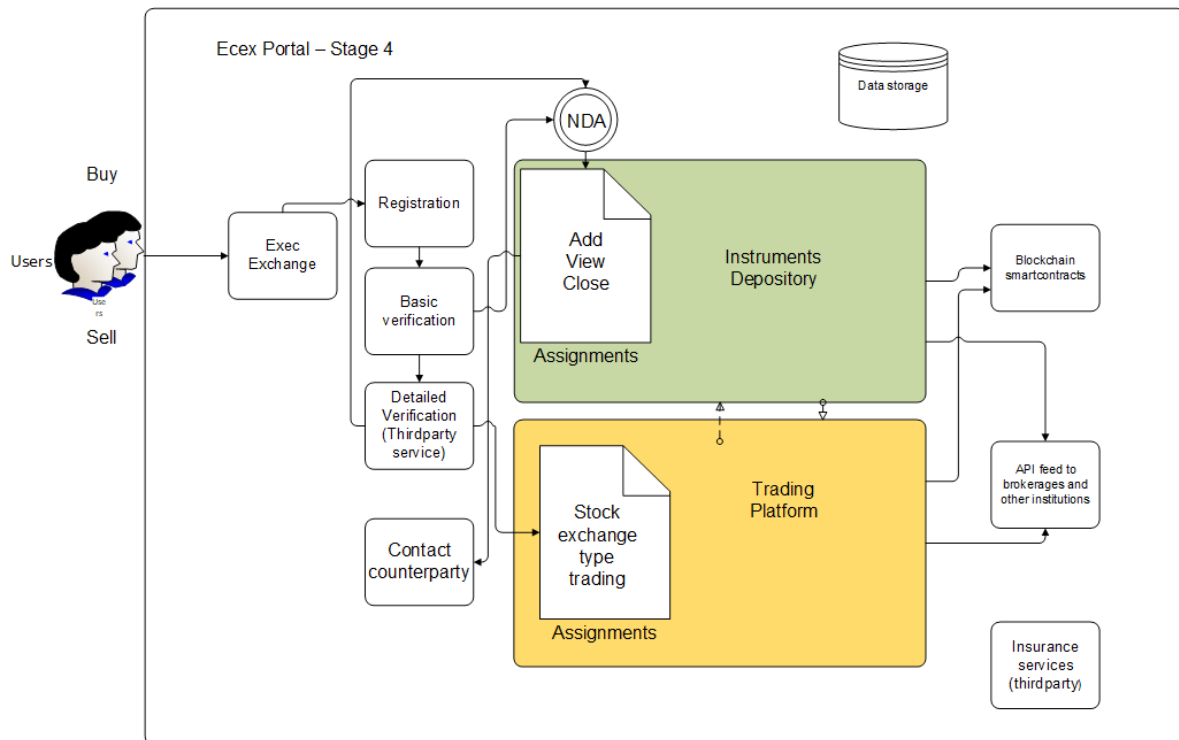 Ecex Portal – Stage 4
Data storage
NDA
Buy
Users
Use
rs
Sell
Exec
Exchange
Registration
Basic
verification
Detailed
Verification
(Thirdparty
service)
Contact
counterparty
Add
View
Close
Assignments
Instruments
Depository
Stock
exchange
type
trading
Assignments
Trading
Platform
Blockchain
smartcontracts
API feed to
brokerages and
other institutions
Insurance
services
(thirdparty)